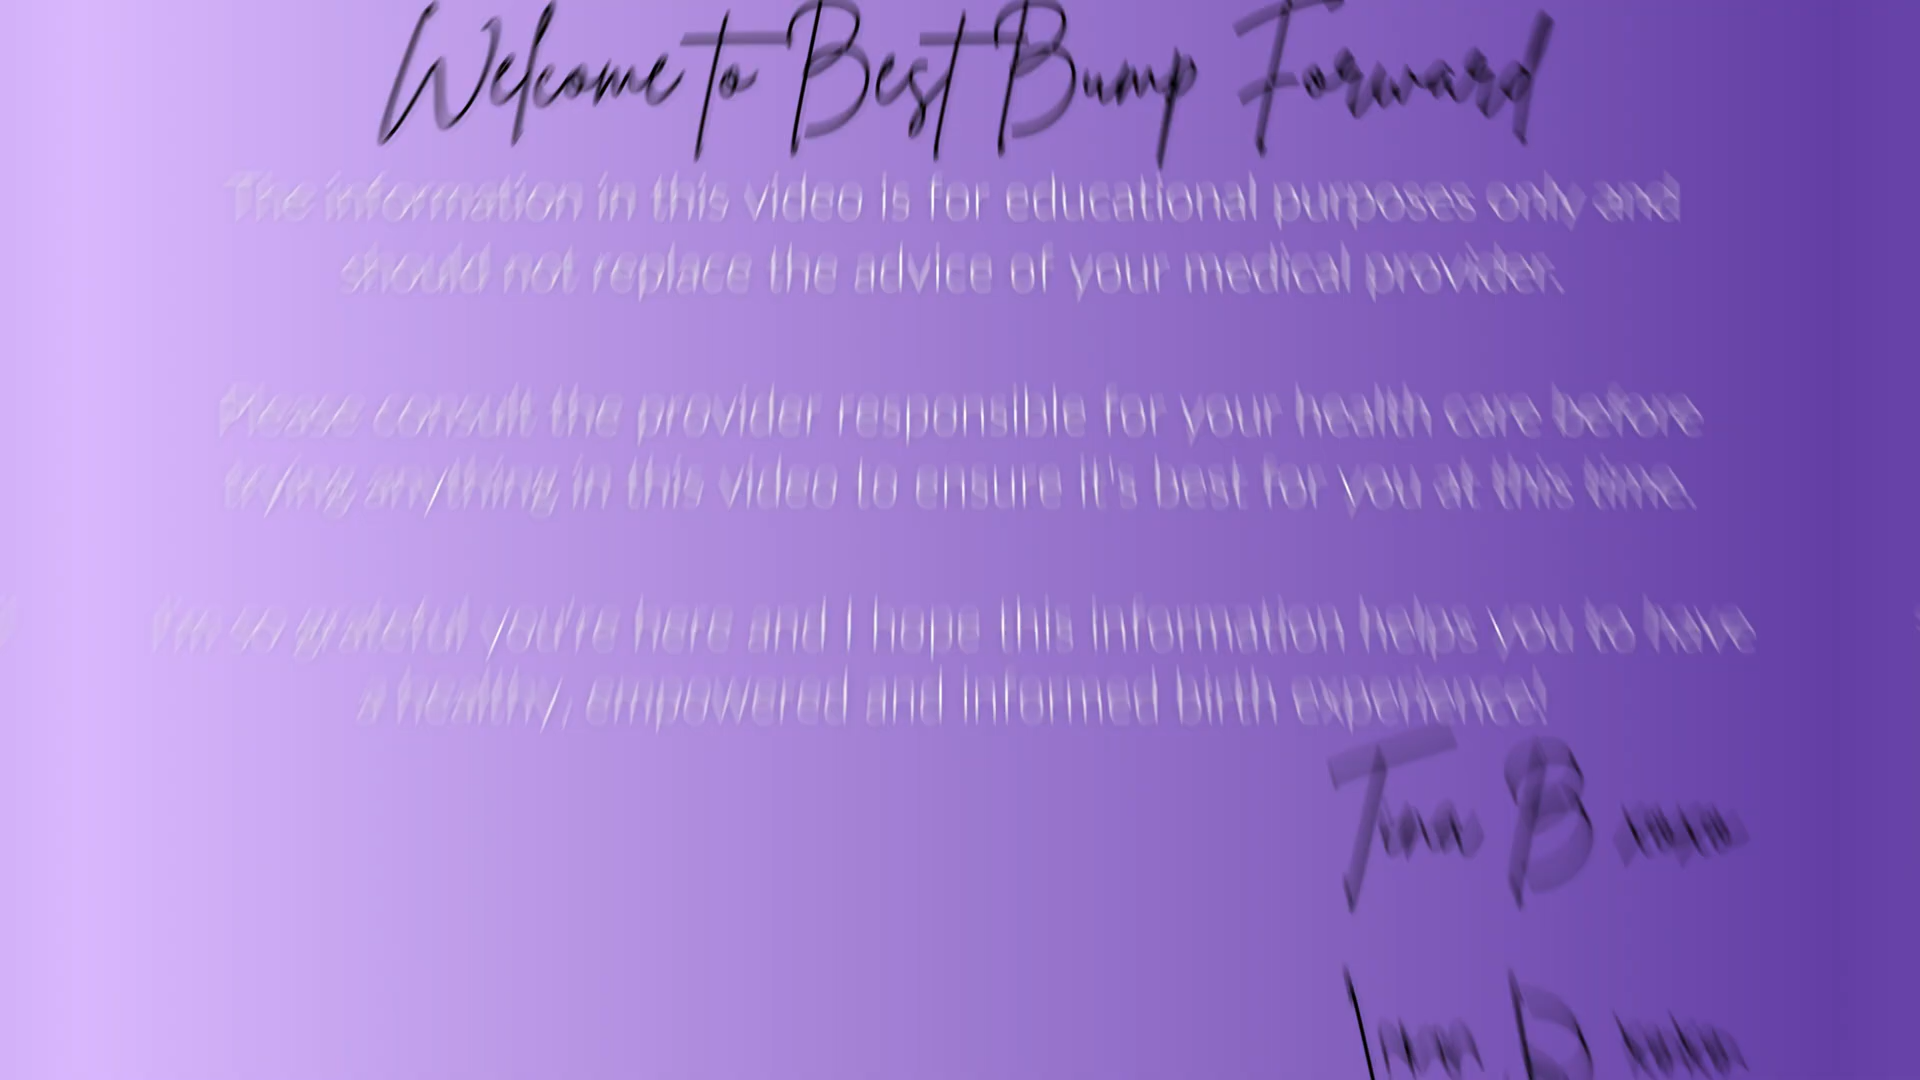 Welcome to Best Bump Forward
The information in this video is for educational purposes only and
should not replace the advice of your medical provider.
Please consult the provider responsible for your health care before
trying anything in this video to ensure it's best for you at this time.
I'm so grateful you're here and I hope this information helps you to have
a healthy, empowered and informed birth experience!